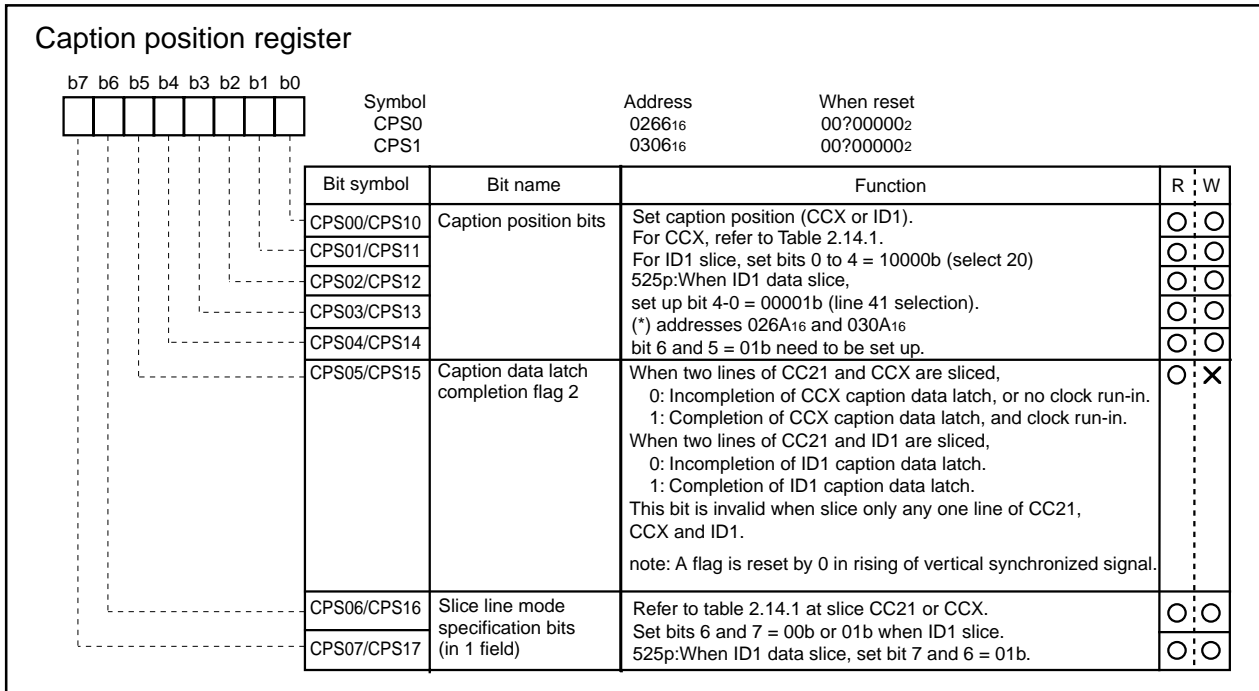 Caption position register
b7 b6 b5 b4 b3 b2 b1 b0
Symbol Address When reset
CPS0 026616 00?000002
CPS1 030616 00?000002
Bit symbol Bit name Function R W
CPS00/CPS10 Caption position bits
CPS01/CPS11
CPS02/CPS12
CPS03/CPS13
CPS04/CPS14
Set caption position (CCX or ID1).
For CCX, refer to Table 2.14.1.
For ID1 slice, set bits 0 to 4 = 10000b (select 20)
525p:When ID1 data slice,
set up bit 4-0 = 00001b (line 41 selection).
(*) addresses 026A16 and 030A16
bit 6 and 5 = 01b need to be set up.
CPS05/CPS15 Caption data latch
completion flag 2
When two lines of CC21 and CCX are sliced,
0: Incompletion of CCX caption data latch, or no clock run-in.
1: Completion of CCX caption data latch, and clock run-in.
When two lines of CC21 and ID1 are sliced,
0: Incompletion of ID1 caption data latch.
1: Completion of ID1 caption data latch.
This bit is invalid when slice only any one line of CC21,
CCX and ID1.
note: A flag is reset by 0 in rising of vertical synchronized signal.
CPS06/CPS16
CPS07/CPS17
Slice line mode
specification bits
(in 1 field)
Refer to table 2.14.1 at slice CC21 or CCX.
Set bits 6 and 7 = 00b or 01b when ID1 slice.
525p:When ID1 data slice, set bit 7 and 6 = 01b.